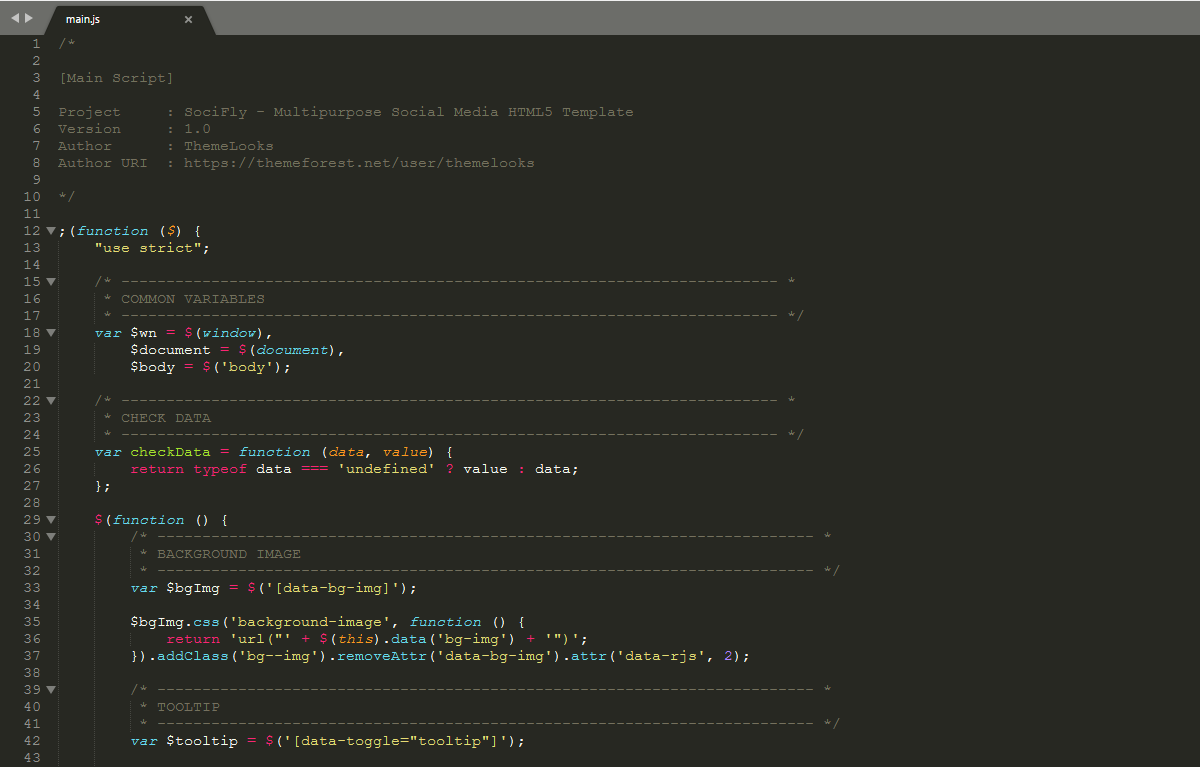 main.js ×
1 /*
2
3 [Main Script]
4
5 Project : SociFly - Multipurpose Social Media HTML5 Template
6 Version : 1.0
7 Author : ThemeLooks
8 Author URI : https://themeforest.net/user/themelooks
9
10 */
11
12 ;(function ($) {
13 "use strict";
14
15 /* ------------------------------------------------------------------------- *
16 * COMMON VARIABLES
17 * ------------------------------------------------------------------------- */
18 var $wn = $(window),
19 $document = $(document),
20 $body = $('body');
21
22 /* ------------------------------------------------------------------------- *
23 * CHECK DATA
24 * ------------------------------------------------------------------------- */
25 var checkData = function (data, value) {
26 return typeof data === 'undefined' ? value : data;
27 };
28
29 $(function () {
30 /* ------------------------------------------------------------------------- *
31 * BACKGROUND IMAGE
32 * ------------------------------------------------------------------------- */
33 var $bgImg = $('[data-bg-img]');
34
35 $bgImg.css('background-image', function () {
36 return 'url("' + $(this).data('bg-img') + '")';
37 }).addClass('bg--img').removeAttr('data-bg-img').attr('data-rjs', 2);
38
39 /* ------------------------------------------------------------------------- *
40 * TOOLTIP
41 * ------------------------------------------------------------------------- */
42 var $tooltip = $('[data-toggle="tooltip"]');
43